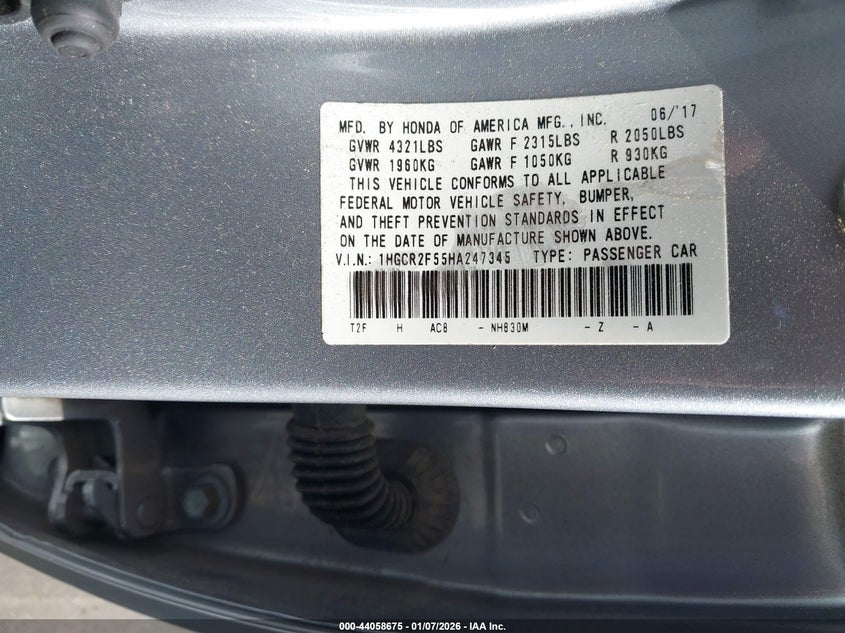 MFD. BY HONDA OF AMERICA MFG., INC. 06/'17
GVWR 4321LBS GAWR F 2315LBS R 2050LBS
GVWR 1960KG GAWR F 1050KG R 930KG
THIS VEHICLE CONFORMS TO ALL APPLICABLE
FEDERAL MOTOR VEHICLE SAFETY, BUMPER,
AND THEFT PREVENTION STANDARDS IN EFFECT
ON THE DATE OF MANUFACTURE SHOWN ABOVE.
V.I.N.: 1HGCR2F55HA247345 TYPE: PASSENGER CAR
T2F H AC8 - NH830M - Z - A
000-44058675 | 01/07/2026 - IAA Inc.